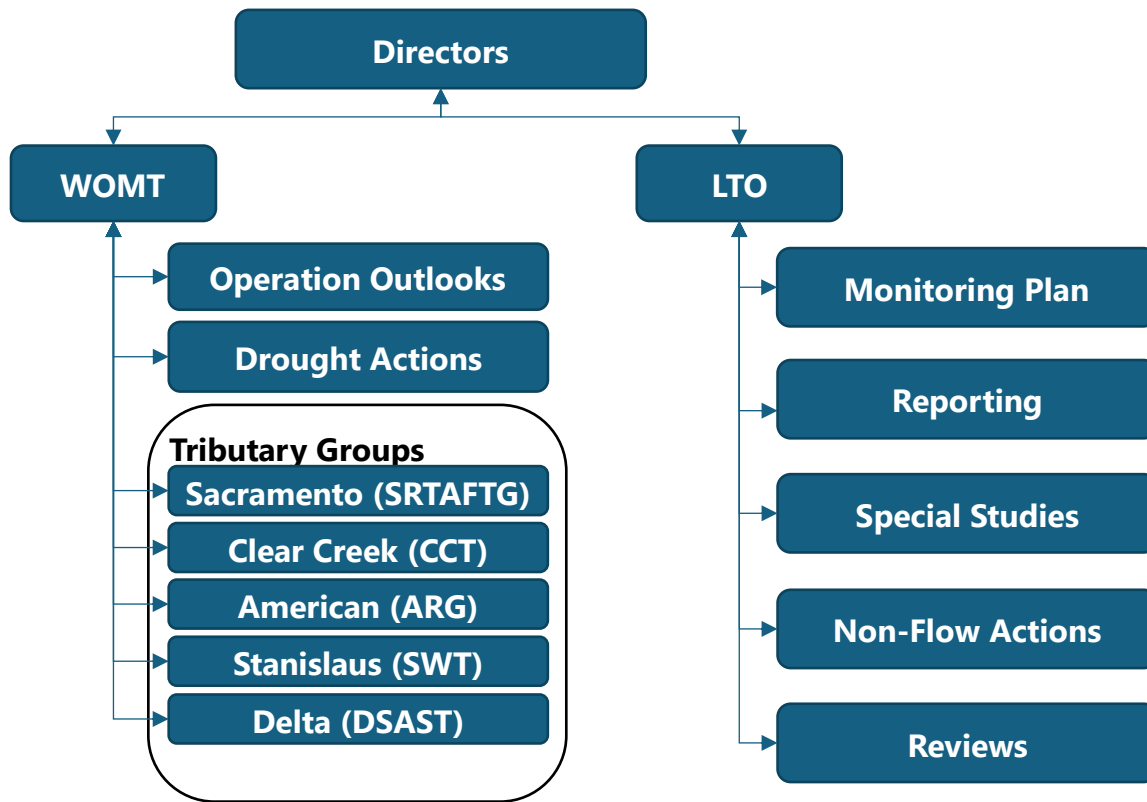 Directors
WOMT
LTO
Operation Outlooks
Drought Actions
Tributary Groups
Sacramento (SRTAFTG)
Clear Creek (CCT)
American (ARG)
Stanislaus (SWT)
Delta (DSAST)
Monitoring Plan
Reporting
Special Studies
Non-Flow Actions
Reviews